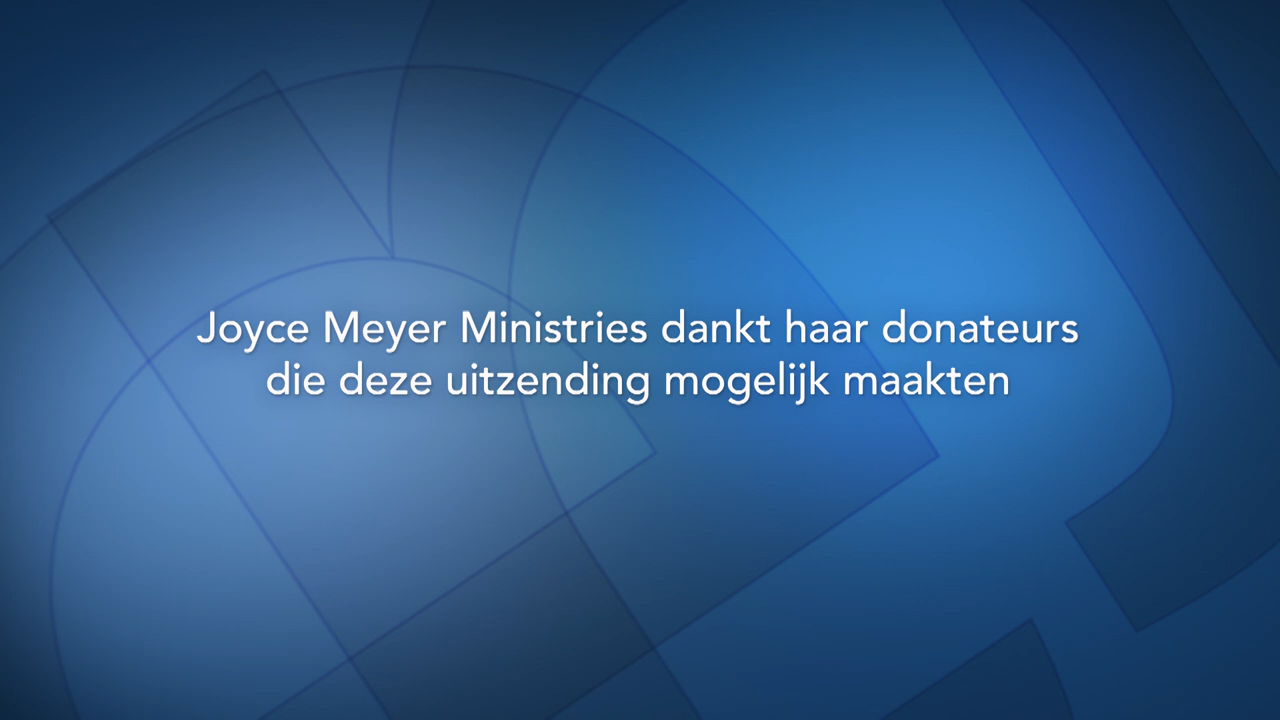 Joyce Meyer Ministries dankt haar donateurs
die deze uitzending mogelijk maakten